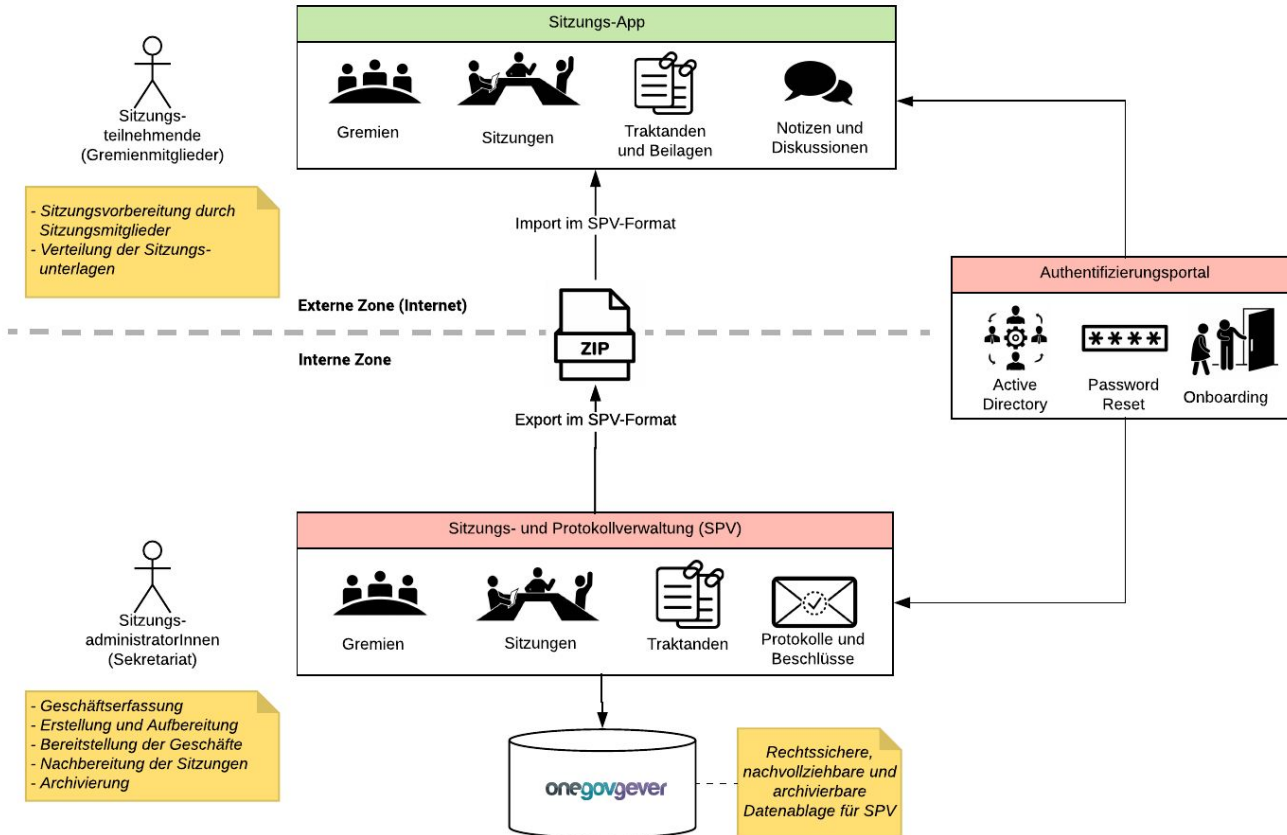 Sitzungs-App
Gremien
Sitzungen
Traktanden
und Beilagen
Notizen und
Diskussionen
Sitzungs-
teilnehmende
(Gremienmitglieder)
- Sitzungsvorbereitung durch
Sitzungsmitglieder
- Verteilung der Sitzungs-
unterlagen
Import im SPV-Format
Externe Zone (Internet)
Interne Zone
ZIP
Export im SPV-Format
Authentifizierungsportal
Active
Directory
****
Password
Reset
Onboarding
Sitzungs- und Protokollverwaltung (SPV)
Gremien
Sitzungen
Traktanden
Protokolle und
Beschlüsse
Sitzungs-
administratorInnen
(Sekretariat)
- Geschäftserfassung
- Erstellung und Aufbereitung
- Bereitstellung der Geschäfte
- Nachbereitung der Sitzungen
- Archivierung
onegovgever
Rechtssichere,
nachvollziehbare und
archivierbare
Datenablage für SPV